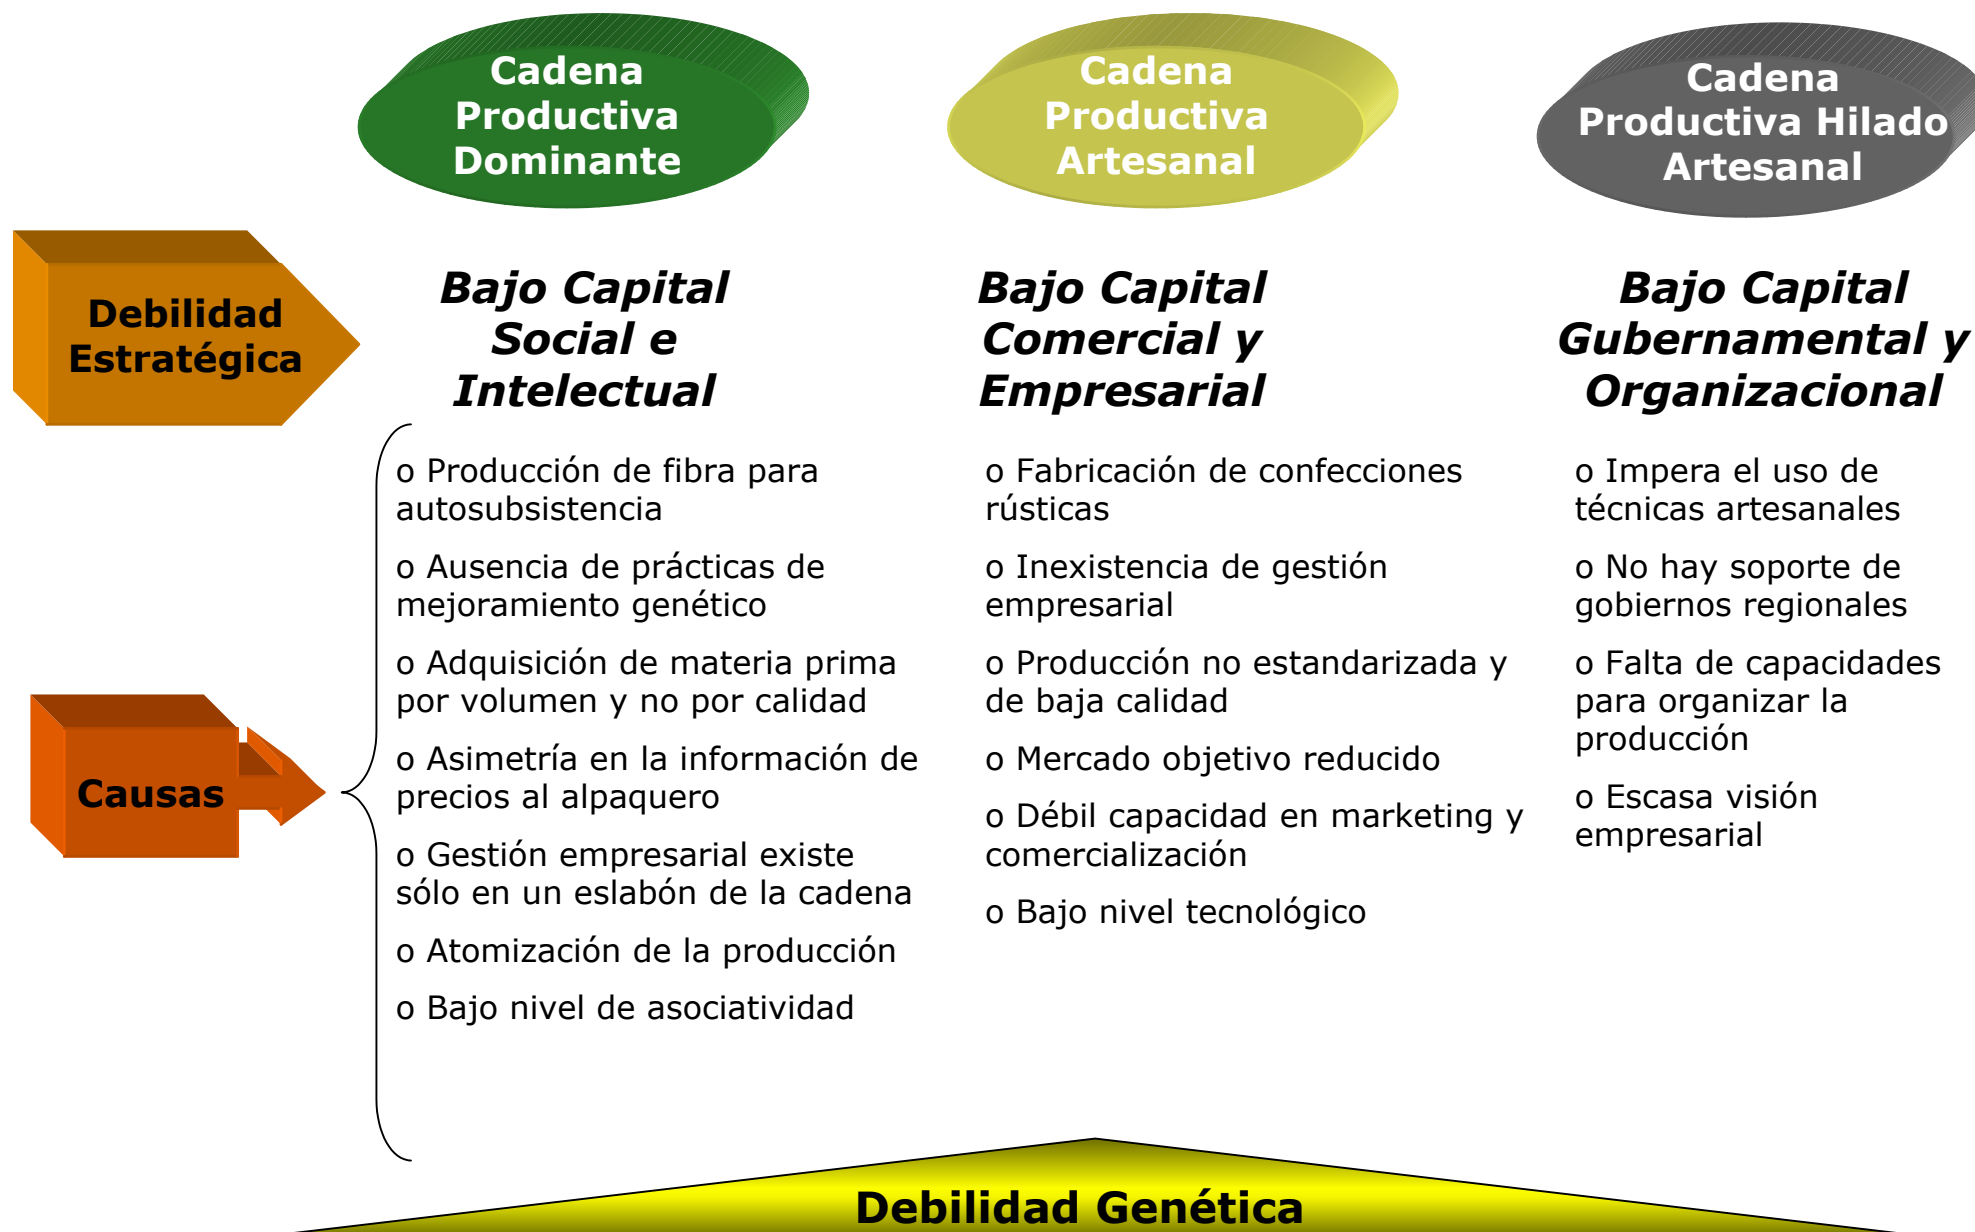 Cadena
Productiva
Dominante
Cadena
Productiva
Artesanal
Cadena
Productiva Hilado
Artesanal
Debilidad
Estratégica
Bajo Capital
Social e
Intelectual
Bajo Capital
Comercial y
Empresarial
Bajo Capital
Gubernamental y
Organizacional
Causas
o Producción de fibra para
autosubsistencia
o Ausencia de prácticas de
mejoramiento genético
o Adquisición de materia prima
por volumen y no por calidad
o Asimetría en la información de
precios al alpaquero
o Gestión empresarial existe
sólo en un eslabón de la cadena
o Atomización de la producción
o Bajo nivel de asociatividad
o Fabricación de confecciones
rústicas
o Inexistencia de gestión
empresarial
o Producción no estandarizada y
de baja calidad
o Mercado objetivo reducido
o Débil capacidad en marketing y
comercialización
o Bajo nivel tecnológico
o Impera el uso de
técnicas artesanales
o No hay soporte de
gobiernos regionales
o Falta de capacidades
para organizar la
producción
o Escasa visión
empresarial
Debilidad Genética